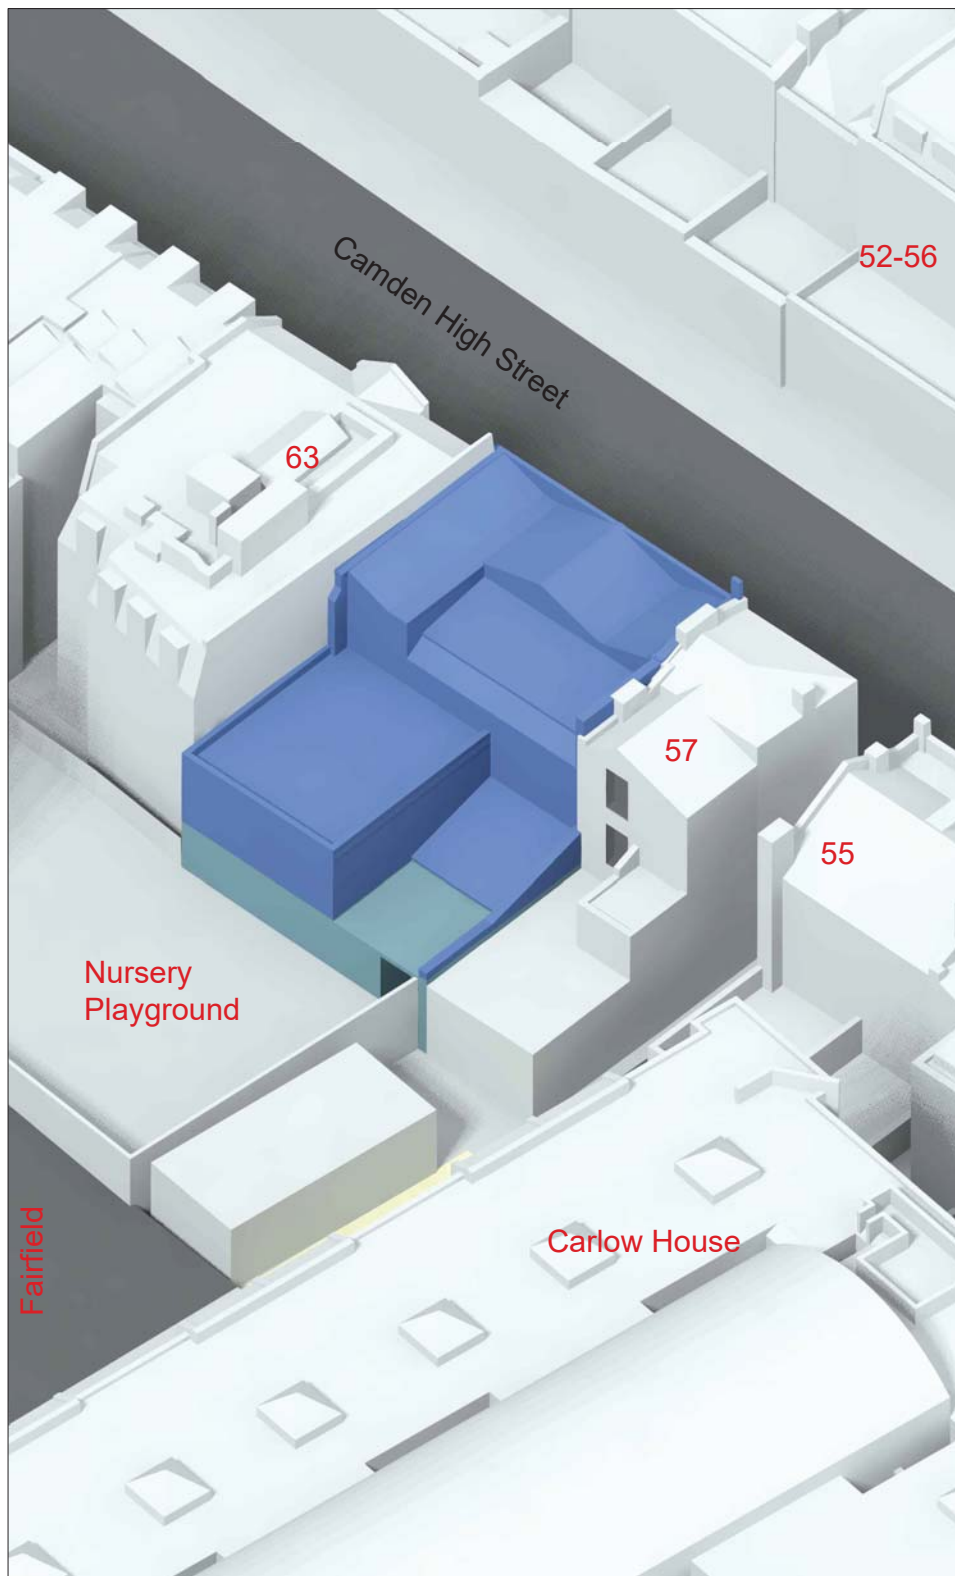 52-56
Camden High Street
63
57
55
Nursery
Playground
Fairfield
Carlow House